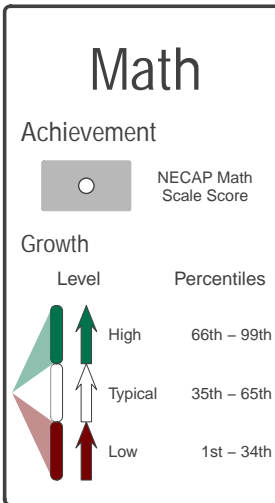 Math
Achievement
NECAP Math
Scale Score
Growth
Level Percentiles
High 66th – 99th
Typical 35th – 65th
Low 1st – 34th